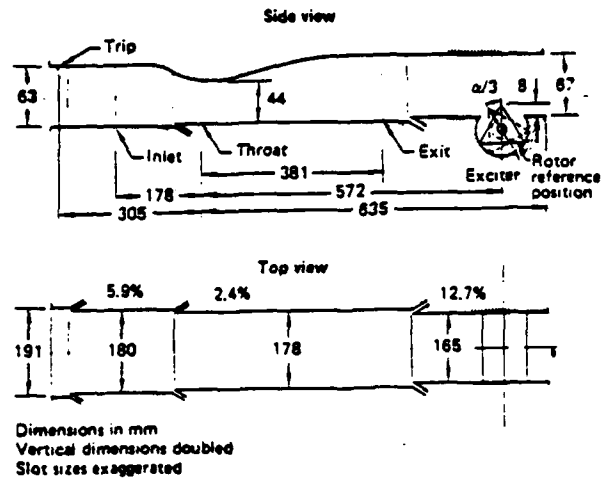 Side view
Trip
63
44
α/3
8
67
Inlet
Throat
Exit
Exciter
Rotor
reference
position
381
178
572
305
635
Top view
5.9%
2.4%
12.7%
191
180
178
165
Dimensions in mm
Vertical dimensions doubled
Slot sizes exaggerated